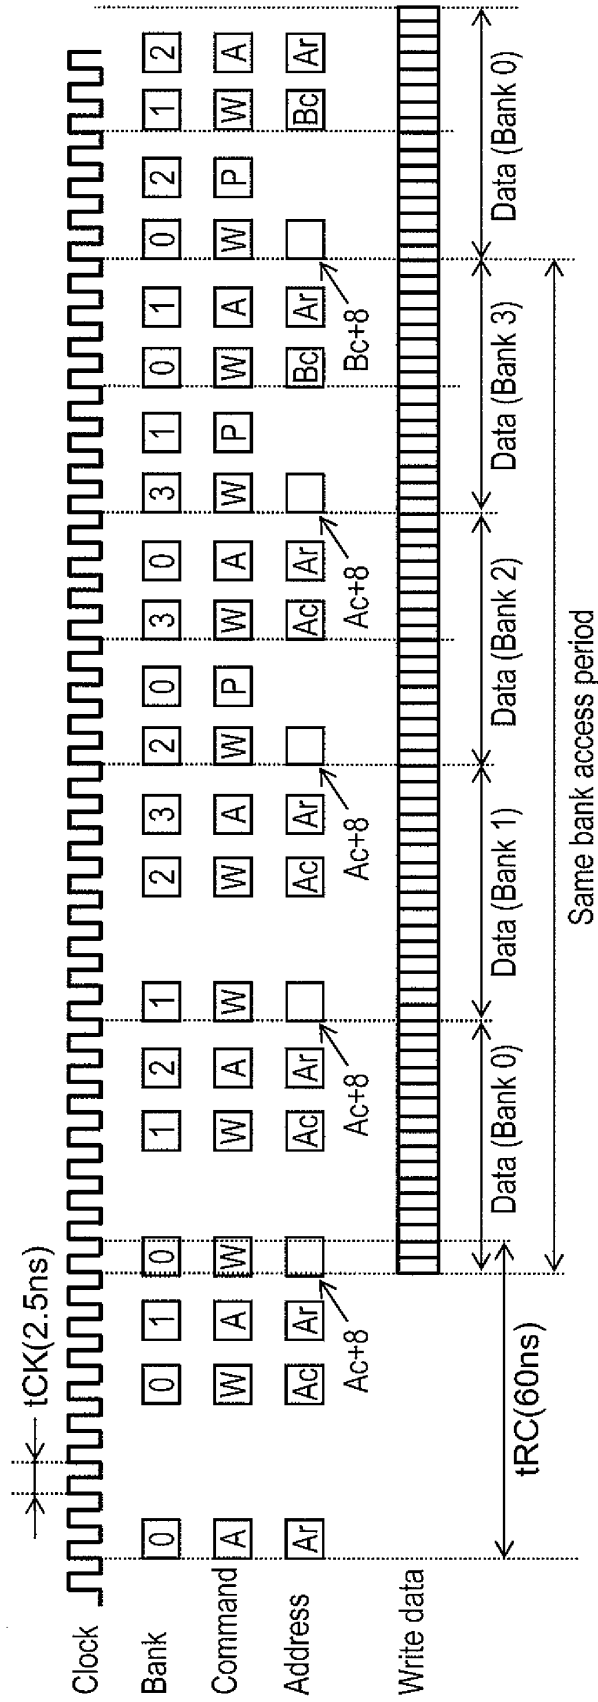 tCK(2.5ns)
Clock
Bank 0 0 1 0 1 2 1 2 3 2 0 3 0 3 1 0 1 0 2 1 2
Command A W A W W A W W A W P W A W P W A W P W A
Address Ar Ac Ar Ac Ar Ac Ar Ac Ar Bc Ar Bc Ar
Ac+8 Ac+8 Ac+8 Ac+8 Bc+8
Write data
Data (Bank 0) Data (Bank 1) Data (Bank 2) Data (Bank 3) Data (Bank 0)
tRC(60ns)
Same bank access period